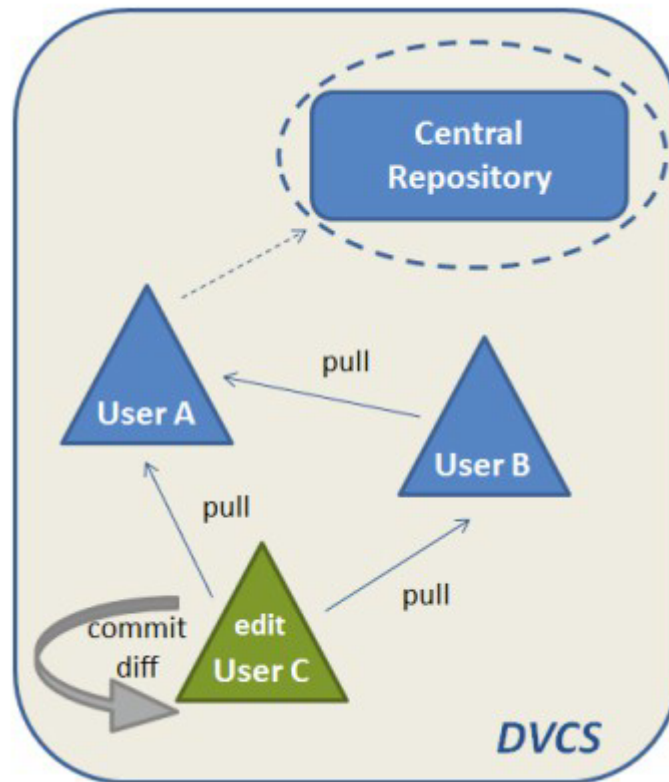 Central
Repository
pull
User A
User B
pull
pull
commit
diff
edit
User C
DVCS